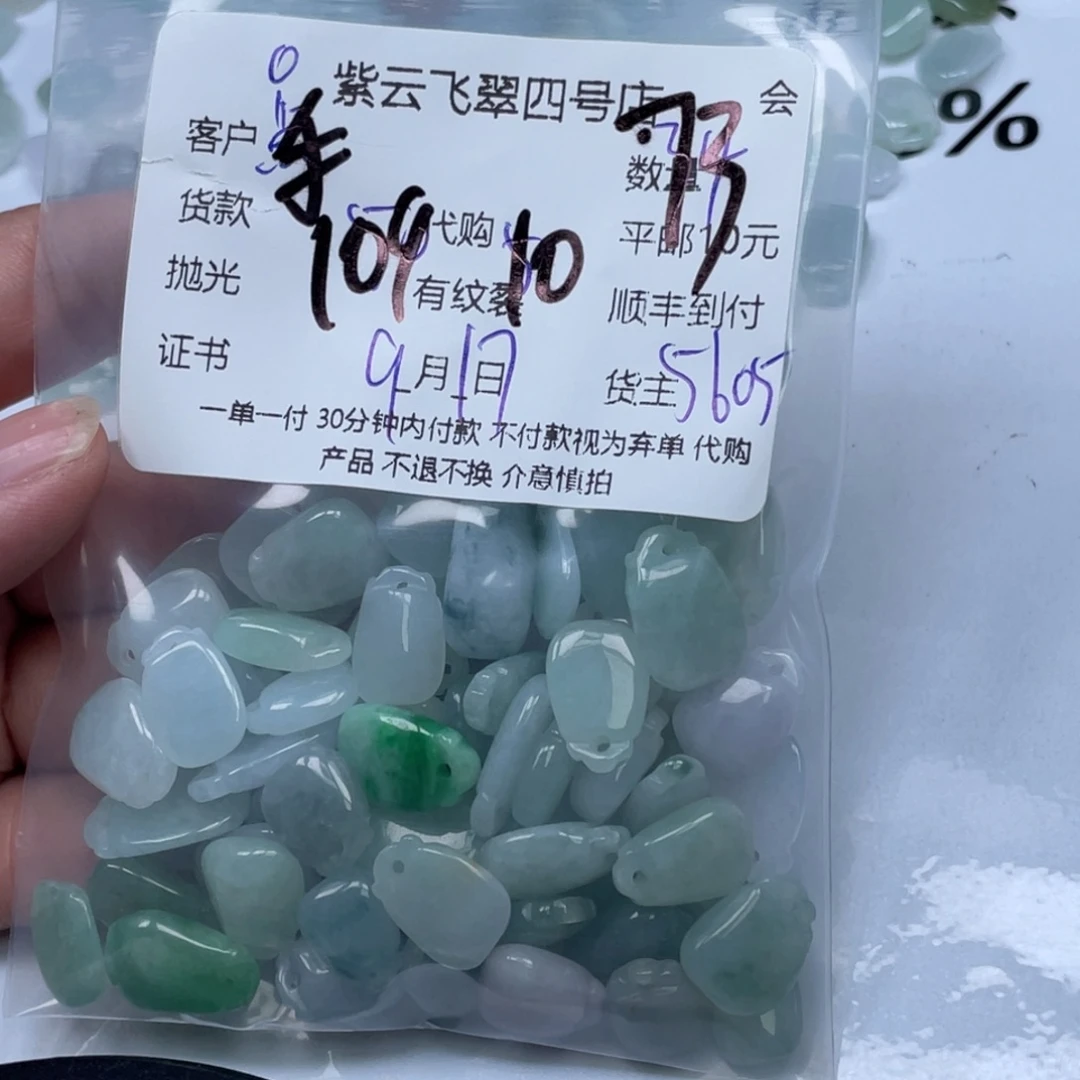 紫云飞翠四号店 会
客户 数量 73
货款 109 代购 10 平邮10元
抛光 有纹裂 顺丰到付
证书 9月17日 货主 5605
一单一付 30分钟内付款 不付款视为弃单 代购
产品 不退不换 介意慎拍
%